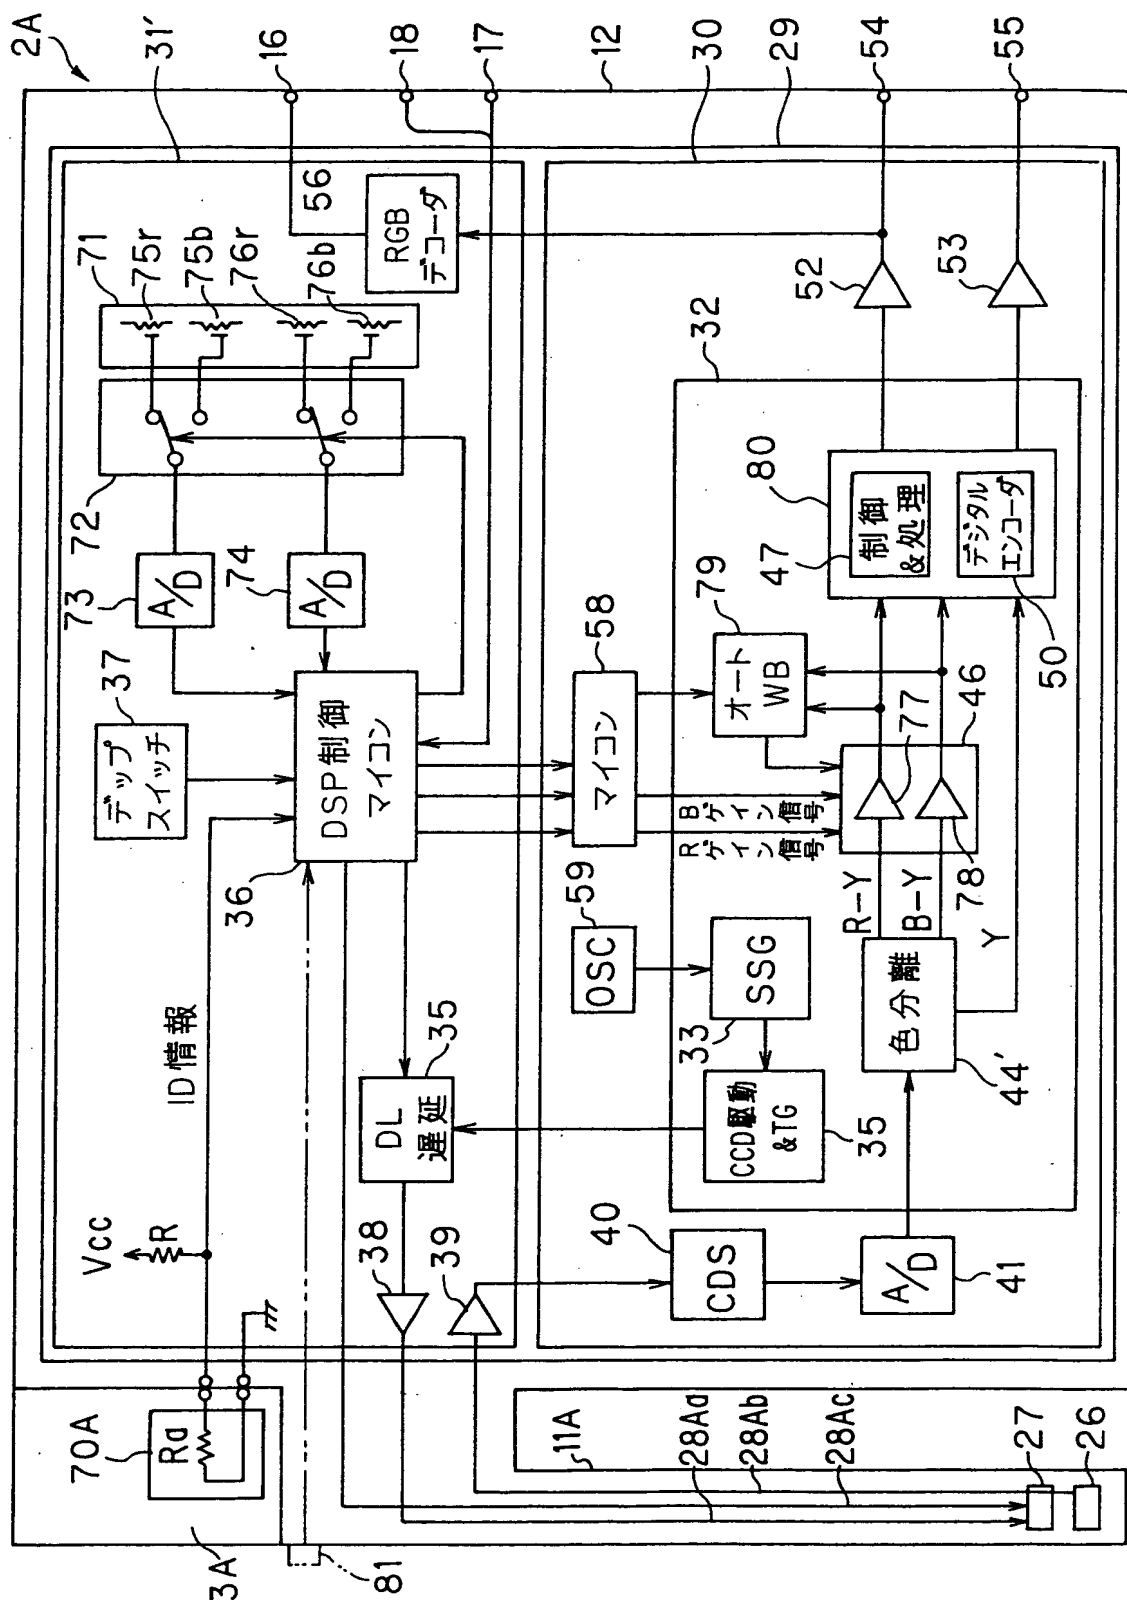 2A
31′
16
18
17
12
54
30
29
55
71
75r
75b
76r
76b
56
RGB
デコーダ
72
73
A/D
74
A/D
52
53
32
37
デップ
スイッチ
DSP制御
マイコン
36
58
マイコン
79
オート
WB
80
制御
&処理
47
デジタル
エンコーダ
50
77
46
78
Rゲイン信号
Bゲイン信号
59
OSC
SSG
33
R-Y
B-Y
Y
色分離
44′
ID情報
35
DL
遅延
CCD駆動
&TG
35
Vcc
R
38
39
40
CDS
A/D
41
70A
Ra
3A
81
11A
28Aa
28Ab
28Ac
27
26